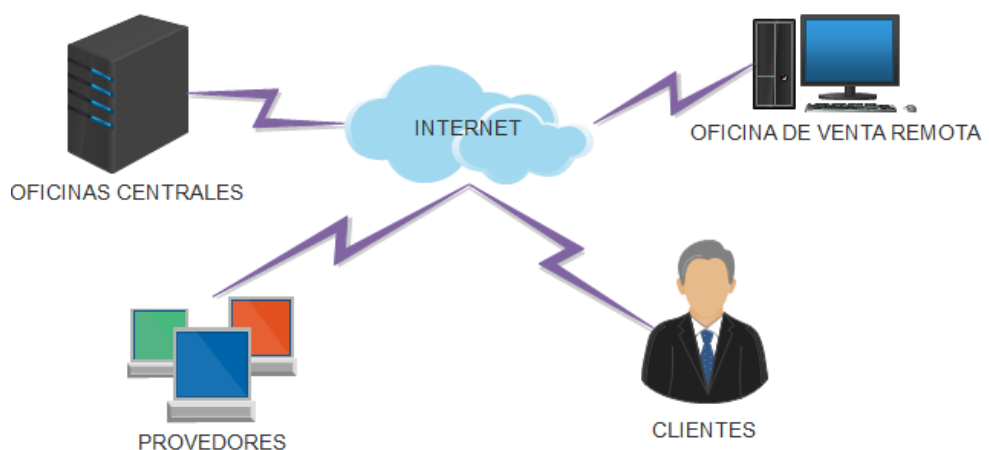 INTERNET
OFICINA DE VENTA REMOTA
OFICINAS CENTRALES
PROVEDORES
CLIENTES